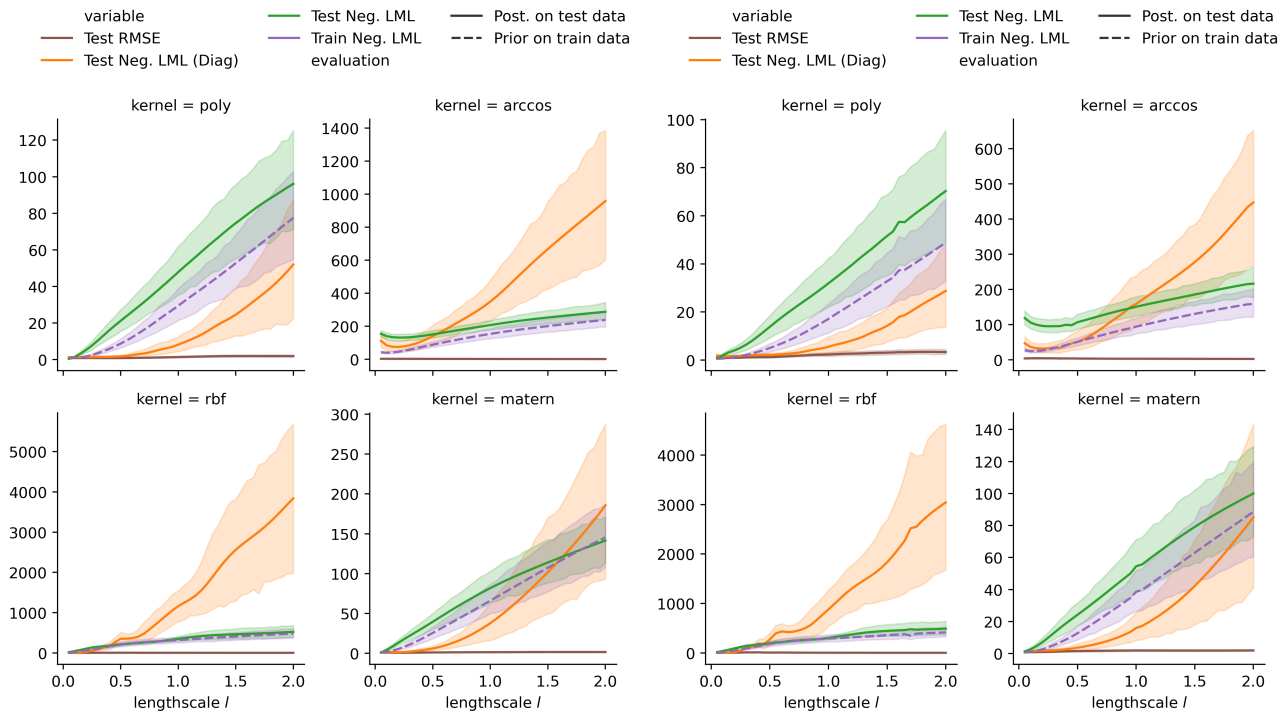 variable
Test RMSE
Test Neg. LML (Diag)
Test Neg. LML
Train Neg. LML
evaluation
Post. on test data
Prior on train data
variable
Test RMSE
Test Neg. LML (Diag)
Test Neg. LML
Train Neg. LML
evaluation
Post. on test data
Prior on train data
kernel = poly
120
100
80
60
40
20
0
kernel = arccos
1400
1200
1000
800
600
400
200
0
kernel = poly
100
80
60
40
20
0
kernel = arccos
600
500
400
300
200
100
0
kernel = rbf
5000
4000
3000
2000
1000
0
0.0 0.5 1.0 1.5 2.0
lengthscale l
kernel = matern
300
250
200
150
100
50
0
0.0 0.5 1.0 1.5 2.0
lengthscale l
kernel = rbf
4000
3000
2000
1000
0
0.0 0.5 1.0 1.5 2.0
lengthscale l
kernel = matern
140
120
100
80
60
40
20
0
0.0 0.5 1.0 1.5 2.0
lengthscale l